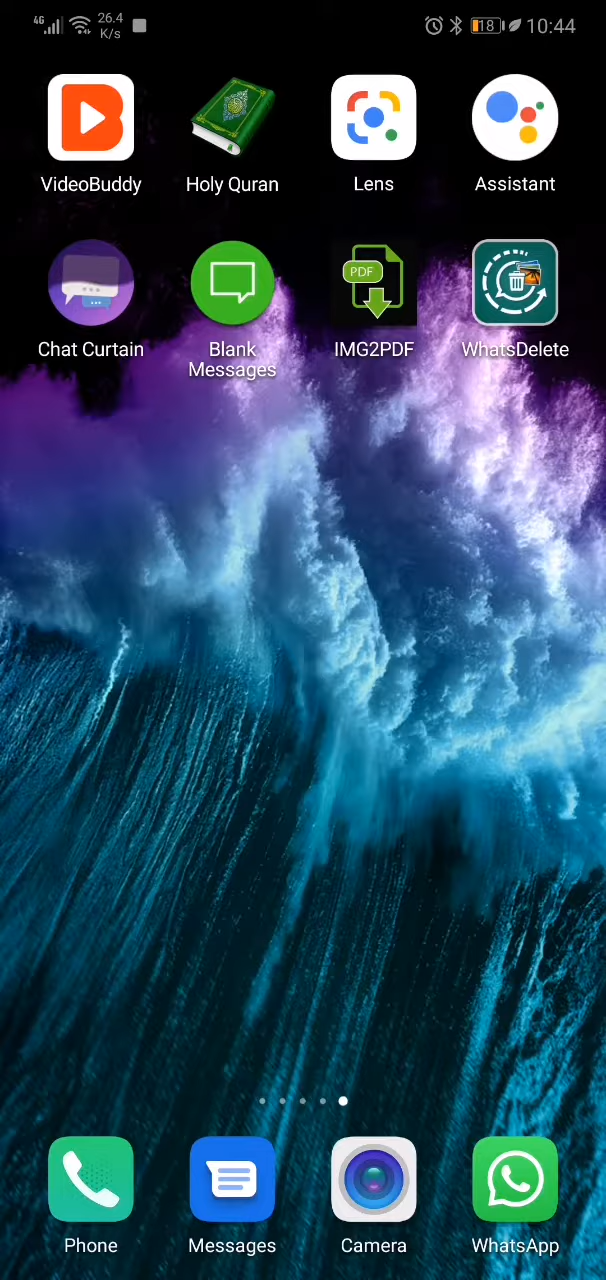 4G
26.4
K/s
18
10:44
VideoBuddy
Holy Quran
Lens
Assistant
PDF
Chat Curtain
Blank
Messages
IMG2PDF
WhatsDelete
Phone
Messages
Camera
WhatsApp